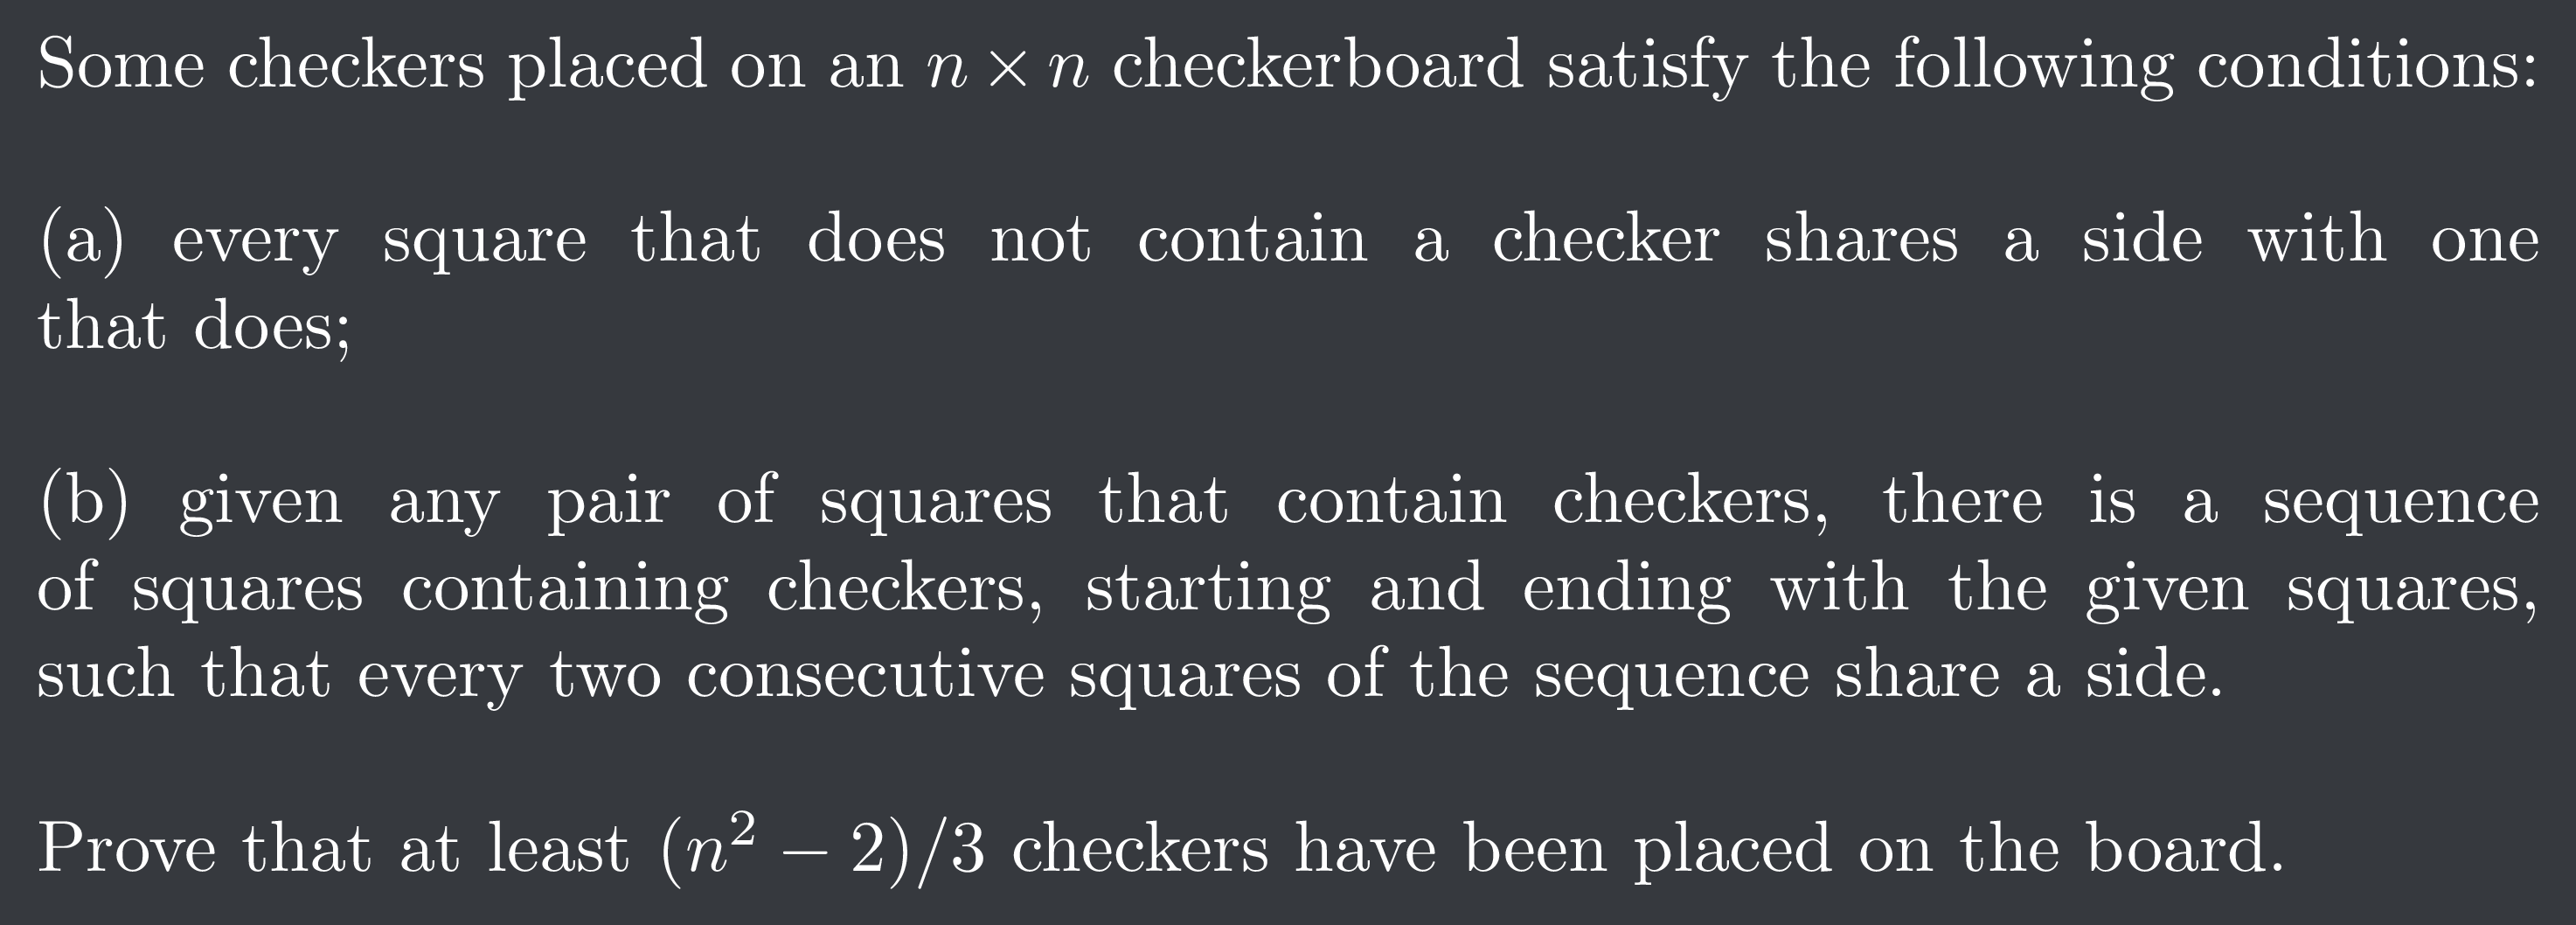 Some checkers placed on an n × n checkerboard satisfy the following conditions:
(a) every square that does not contain a checker shares a side with one
that does;
(b) given any pair of squares that contain checkers, there is a sequence
of squares containing checkers, starting and ending with the given squares,
such that every two consecutive squares of the sequence share a side.
Prove that at least (n² − 2)/3 checkers have been placed on the board.